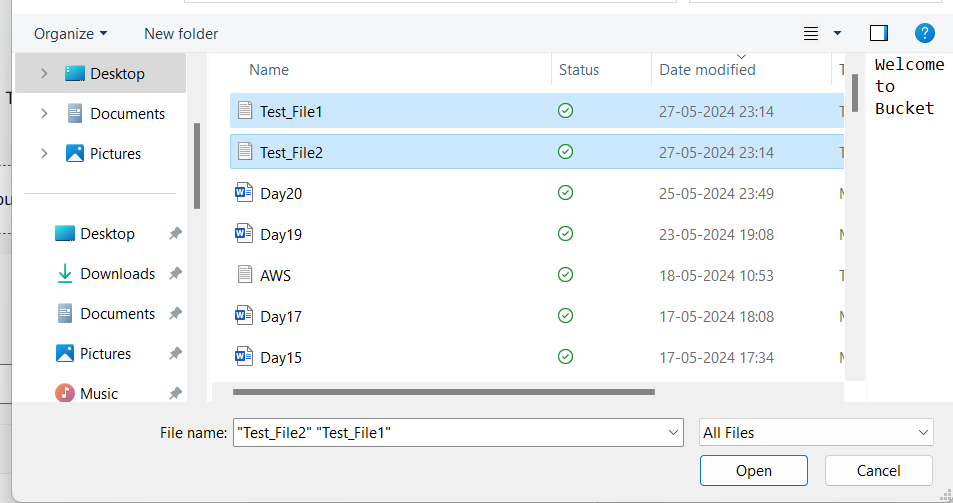 Organize New folder
?
Desktop
Documents
Pictures
Desktop
Downloads
Documents
Pictures
Music
Name Status Date modified T
Test_File1 27-05-2024 23:14 T
Test_File2 27-05-2024 23:14 T
Day20 25-05-2024 23:49 M
Day19 23-05-2024 19:08 M
AWS 18-05-2024 10:53 T
Day17 17-05-2024 18:08 M
Day15 17-05-2024 17:34 M
Welcome
to
Bucket
File name: "Test_File2" "Test_File1" All Files
Open Cancel